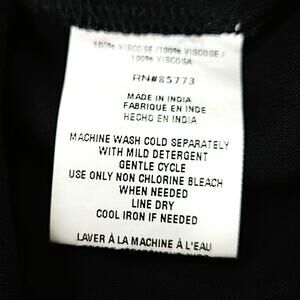 100% VISCOSE/100% VISCOSE/
100% VISCOSA
RN#85773
MADE IN INDIA
FABRIQUE EN INDE
HECHO EN INDIA
MACHINE WASH COLD SEPARATELY
WITH MILD DETERGENT
GENTLE CYCLE
USE ONLY NON CHLORINE BLEACH
WHEN NEEDED
LINE DRY
COOL IRON IF NEEDED
LAVER À LA MACHINE À L'EAU